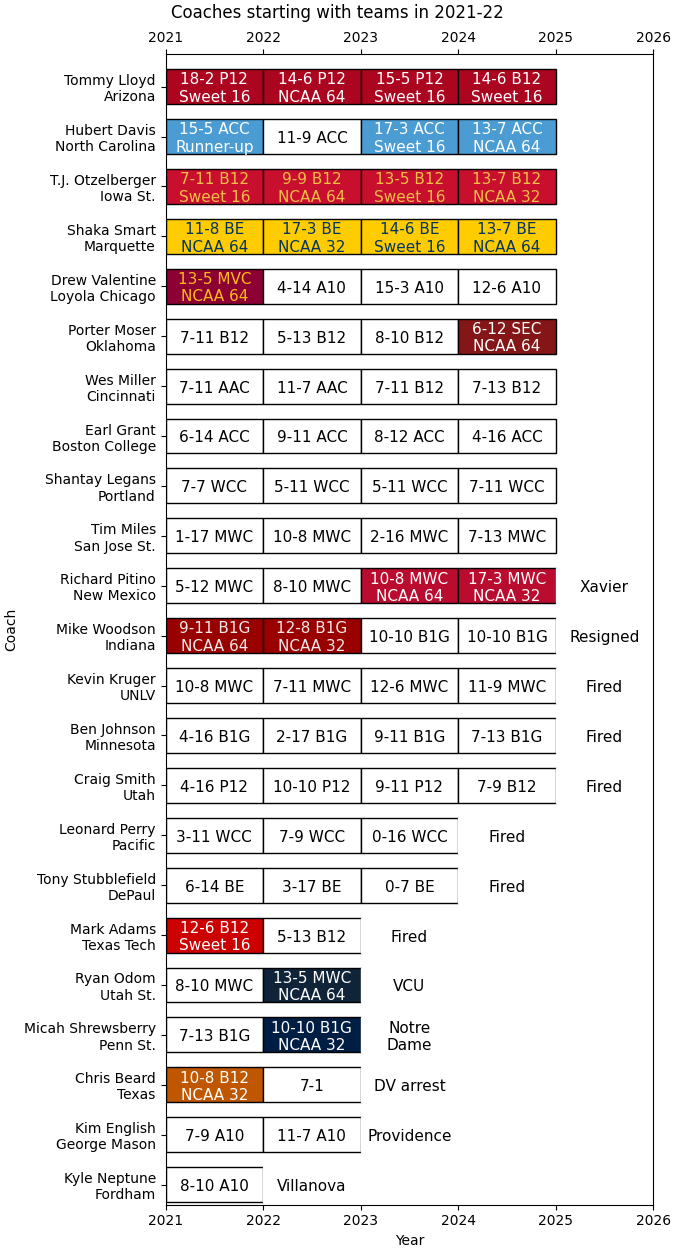 Coaches starting with teams in 2021-22
2021 2022 2023 2024 2025 2026
Tommy Lloyd
Arizona
18-2 P12
Sweet 16
14-6 P12
NCAA 64
15-5 P12
Sweet 16
14-6 B12
Sweet 16
Hubert Davis
North Carolina
15-5 ACC
Runner-up
11-9 ACC
17-3 ACC
Sweet 16
13-7 ACC
NCAA 64
T.J. Otzelberger
Iowa St.
7-11 B12
Sweet 16
9-9 B12
NCAA 64
13-5 B12
Sweet 16
13-7 B12
NCAA 32
Shaka Smart
Marquette
11-8 BE
NCAA 64
17-3 BE
NCAA 32
14-6 BE
Sweet 16
13-7 BE
NCAA 64
Drew Valentine
Loyola Chicago
13-5 MVC
NCAA 64
4-14 A10
15-3 A10
12-6 A10
Porter Moser
Oklahoma
7-11 B12
5-13 B12
8-10 B12
6-12 SEC
NCAA 64
Wes Miller
Cincinnati
7-11 AAC
11-7 AAC
7-11 B12
7-13 B12
Earl Grant
Boston College
6-14 ACC
9-11 ACC
8-12 ACC
4-16 ACC
Shantay Legans
Portland
7-7 WCC
5-11 WCC
5-11 WCC
7-11 WCC
Tim Miles
San Jose St.
1-17 MWC
10-8 MWC
2-16 MWC
7-13 MWC
Richard Pitino
New Mexico
5-12 MWC
8-10 MWC
10-8 MWC
NCAA 64
17-3 MWC
NCAA 32
Xavier
Mike Woodson
Indiana
9-11 B1G
NCAA 64
12-8 B1G
NCAA 32
10-10 B1G
10-10 B1G
Resigned
Kevin Kruger
UNLV
10-8 MWC
7-11 MWC
12-6 MWC
11-9 MWC
Fired
Ben Johnson
Minnesota
4-16 B1G
2-17 B1G
9-11 B1G
7-13 B1G
Fired
Craig Smith
Utah
4-16 P12
10-10 P12
9-11 P12
7-9 B12
Fired
Leonard Perry
Pacific
3-11 WCC
7-9 WCC
0-16 WCC
Fired
Tony Stubblefield
DePaul
6-14 BE
3-17 BE
0-7 BE
Fired
Mark Adams
Texas Tech
12-6 B12
Sweet 16
5-13 B12
Fired
Ryan Odom
Utah St.
8-10 MWC
13-5 MWC
NCAA 64
VCU
Micah Shrewsberry
Penn St.
7-13 B1G
10-10 B1G
NCAA 32
Notre
Dame
Chris Beard
Texas
10-8 B12
NCAA 32
7-1
DV arrest
Kim English
George Mason
7-9 A10
11-7 A10
Providence
Kyle Neptune
Fordham
8-10 A10
Villanova
Coach
2021 2022 2023 2024 2025 2026
Year